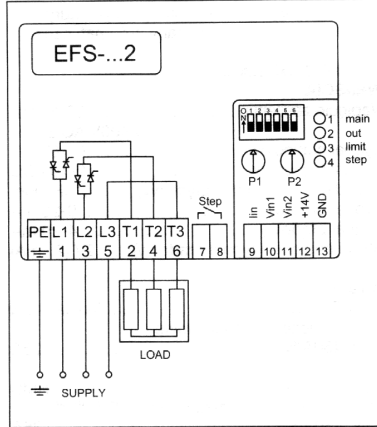 EFS-...2
O
N
1 2 3 4 5 6
1 main
2 out
3 limit
4 step
P1 P2
Step
Iin Vin1 Vin2 +14V GND
PE L1 L2 L3 T1 T2 T3
1 3 5 2 4 6
7 8
9 10 11 12 13
LOAD
SUPPLY